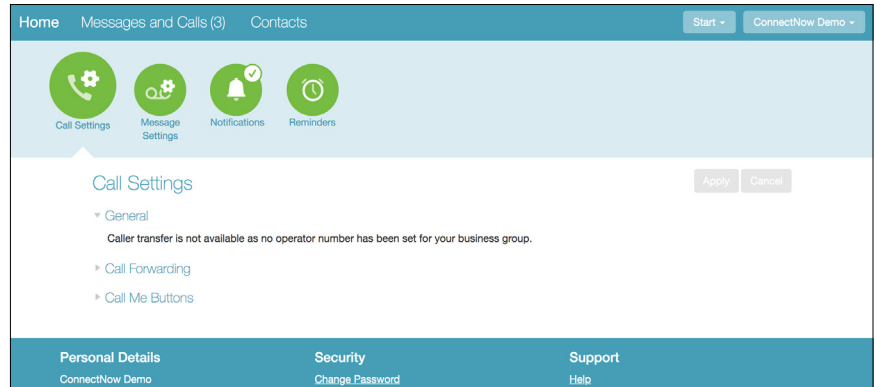 Home Messages and Calls (3) Contacts Start ConnectNow Demo
Call Settings Message Settings Notifications Reminders
Call Settings Apply Cancel
General
Caller transfer is not available as no operator number has been set for your business group.
Call Forwarding
Call Me Buttons
Personal Details Security Support
ConnectNow Demo Change Password Help